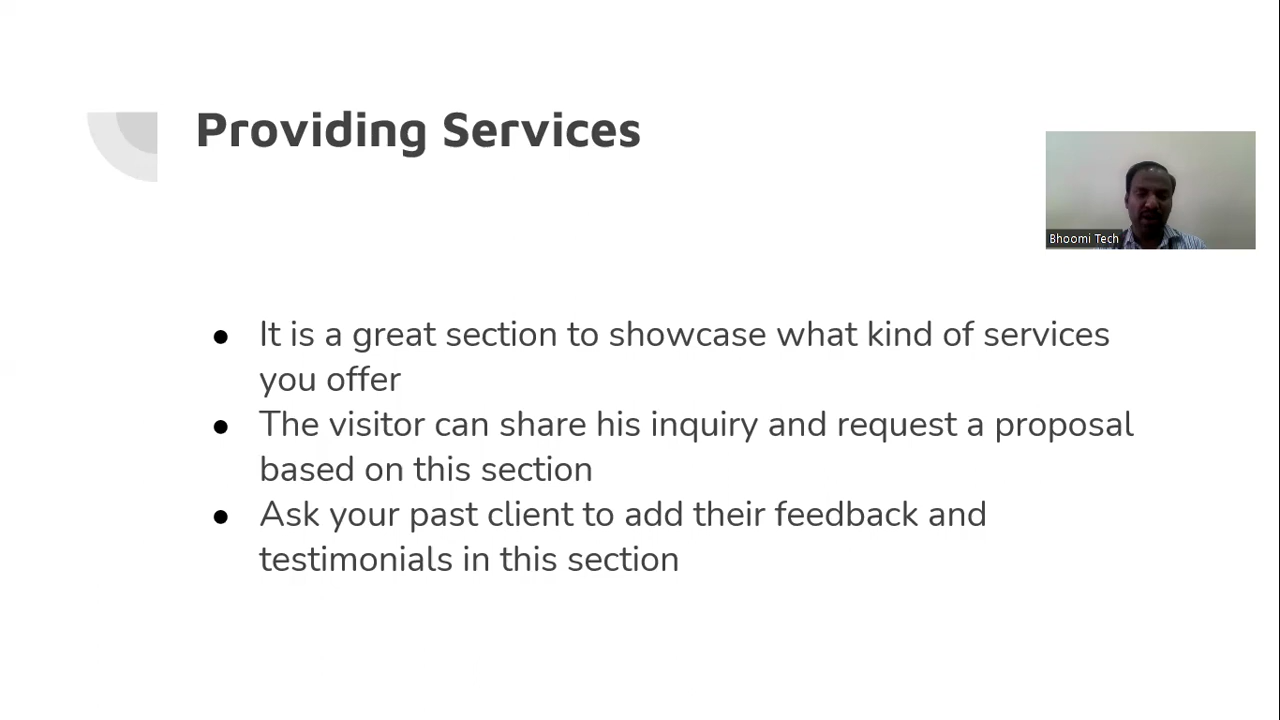 Providing Services
Bhoomi Tech
● It is a great section to showcase what kind of services
you offer
● The visitor can share his inquiry and request a proposal
based on this section
● Ask your past client to add their feedback and
testimonials in this section